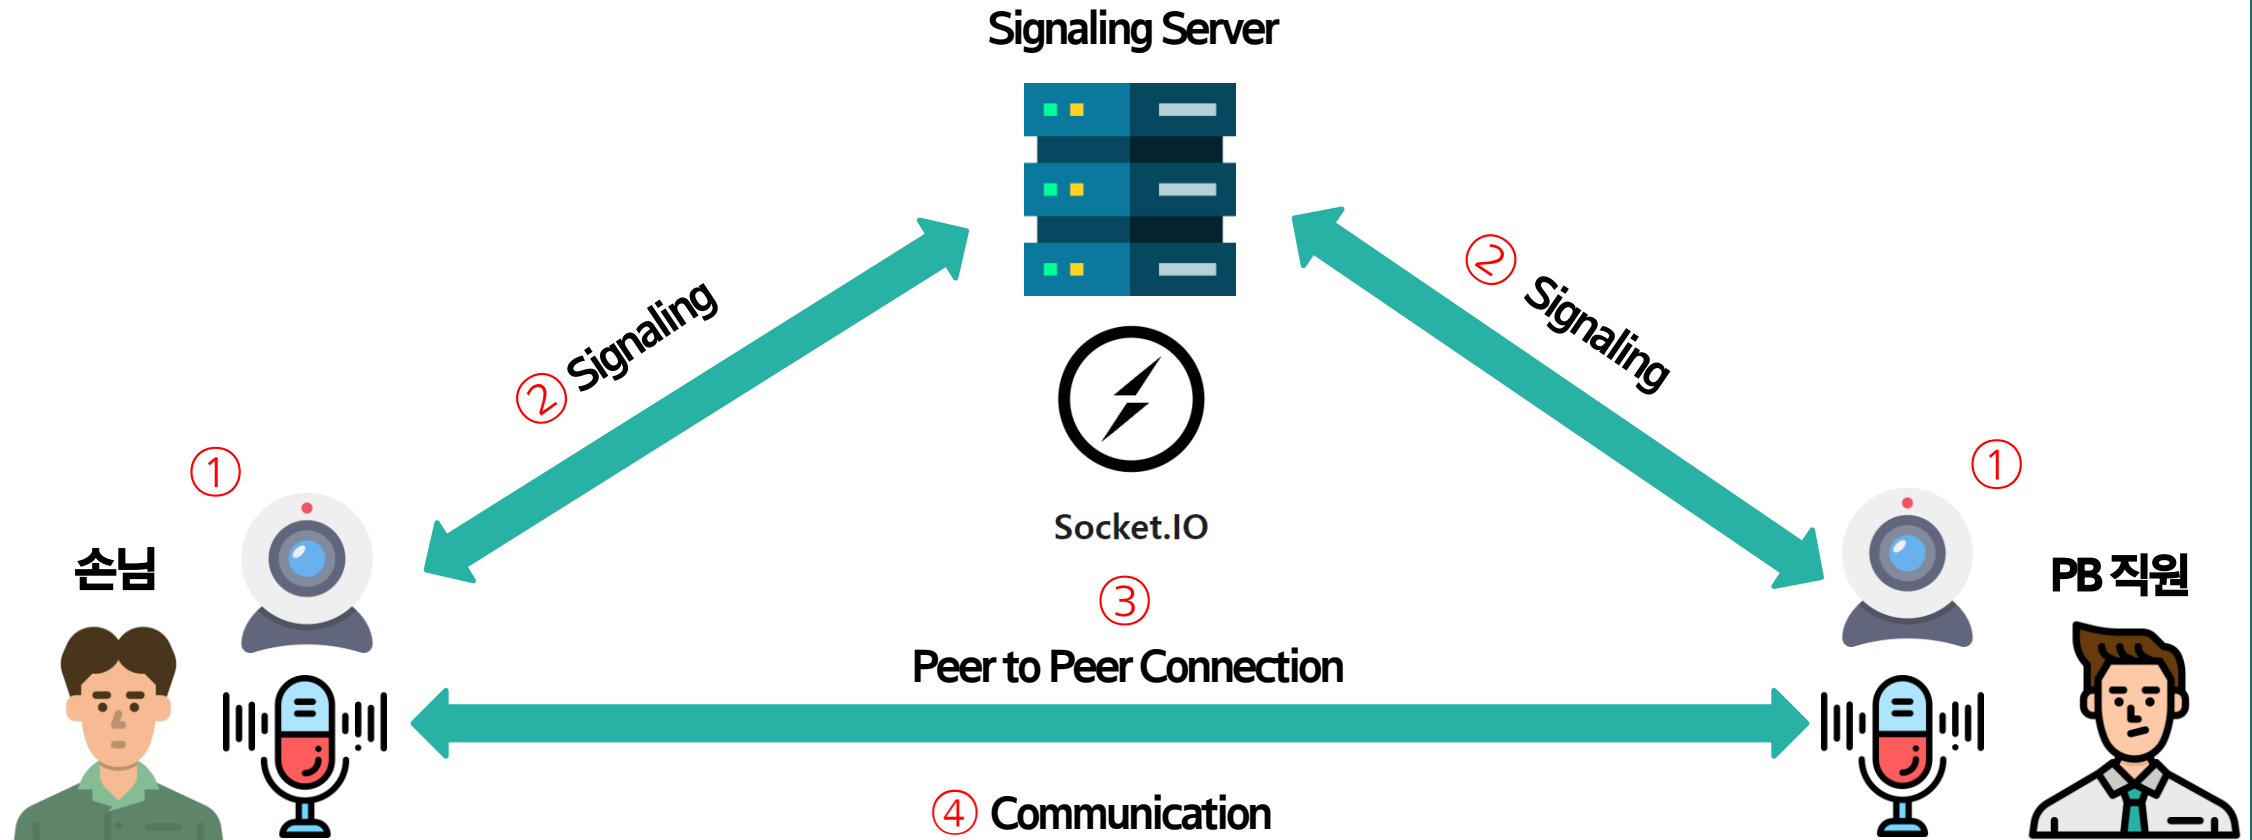 Signaling Server
② Signaling
② Signaling
Socket.IO
①
①
손님
PB 직원
③
Peer to Peer Connection
④ Communication